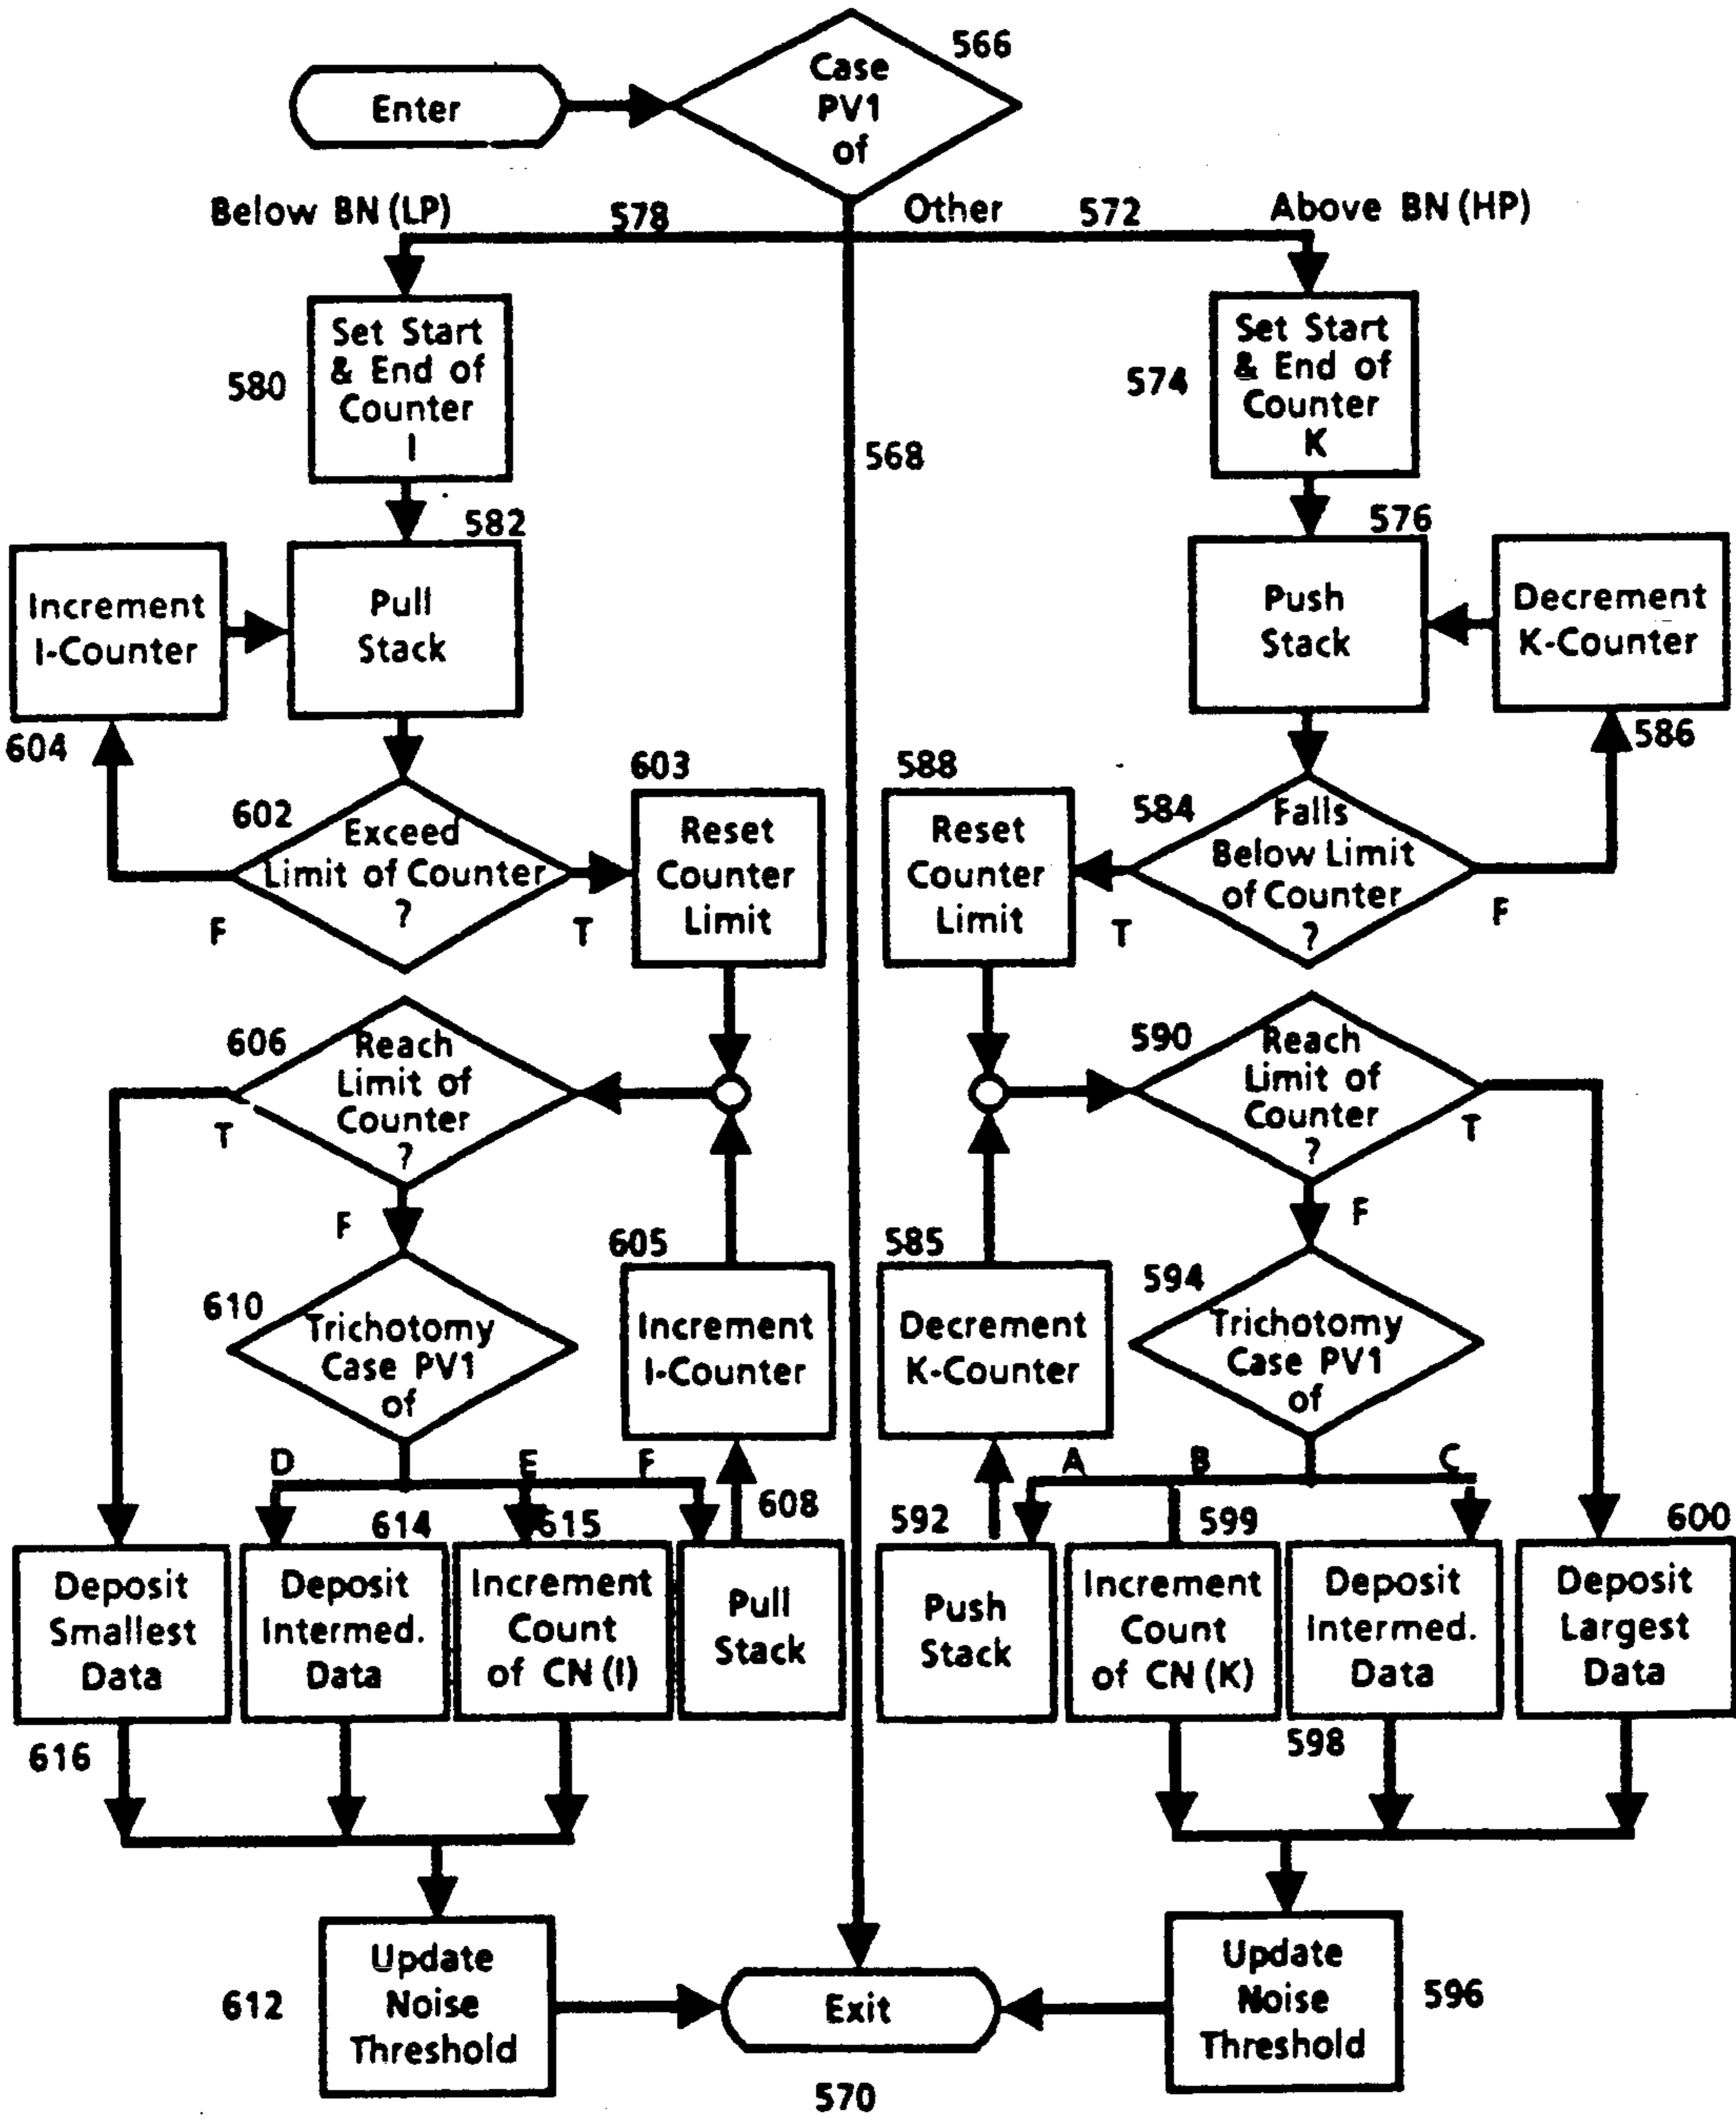 566
Case
PV1
of
Enter
Below BN (LP)
578
Other
572
Above BN (HP)
Set Start
& End of
Counter
I
580
Set Start
& End of
Counter
K
574
568
582
576
Increment
I-Counter
Pull
Stack
Push
Stack
Decrement
K-Counter
604
586
603
588
602
Exceed
Limit of Counter
?
F
T
Reset
Counter
Limit
Reset
Counter
Limit
584
Falls
Below Limit
of Counter
?
T
F
606
Reach
Limit of
Counter
?
T
F
590
Reach
Limit of
Counter
?
T
F
605
585
610
Trichotomy
Case PV1
of
Increment
I-Counter
Decrement
K-Counter
594
Trichotomy
Case PV1
of
D
E
F
A
B
C
614
615
608
592
599
600
Deposit
Smallest
Data
Deposit
Intermed.
Data
Increment
Count
of CN (I)
Pull
Stack
Push
Stack
Increment
Count
of CN (K)
Deposit
Intermed.
Data
Deposit
Largest
Data
616
598
612
Update
Noise
Threshold
Exit
Update
Noise
Threshold
596
570